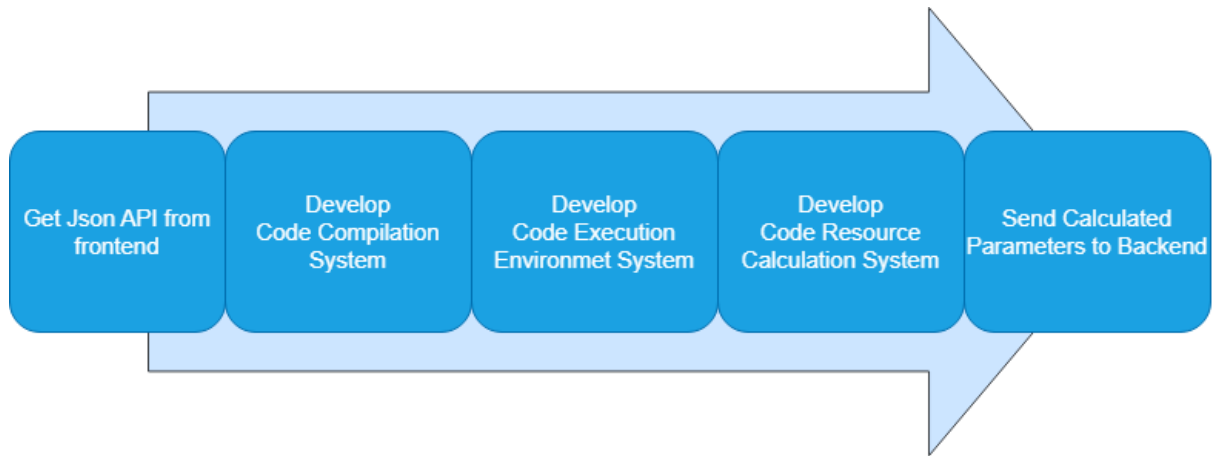 Get Json API from
frontend
Develop
Code Compilation
System
Develop
Code Execution
Environmet System
Develop
Code Resource
Calculation System
Send Calculated
Parameters to Backend